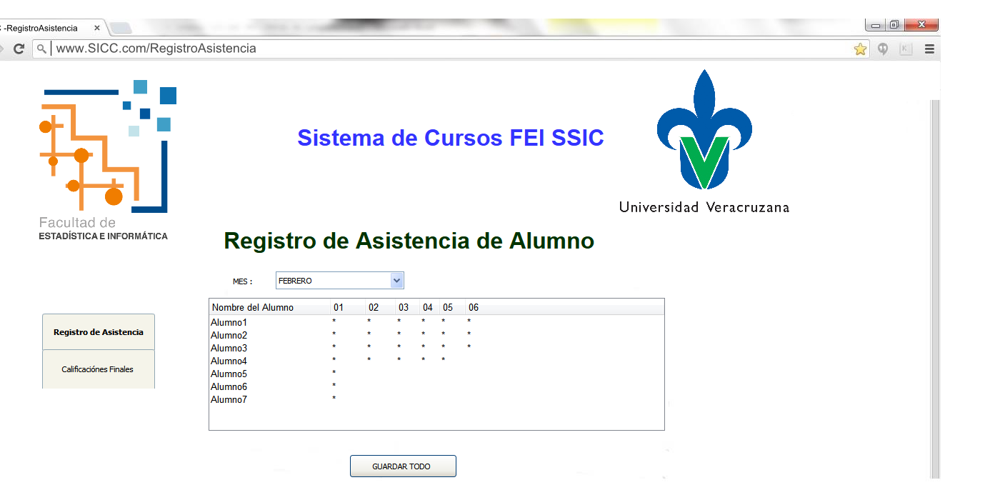 -RegistroAsistencia
www.SICC.com/RegistroAsistencia
Sistema de Cursos FEI SSIC
Universidad Veracruzana
Facultad de
ESTADÍSTICA E INFORMÁTICA
Registro de Asistencia de Alumno
MES : FEBRERO
Nombre del Alumno 01 02 03 04 05 06
Alumno1 * * * * * *
Alumno2 * * * * * *
Alumno3 * * * * * *
Alumno4 * * * * *
Alumno5 *
Alumno6 *
Alumno7 *
Registro de Asistencia
Calificaciónes Finales
GUARDAR TODO